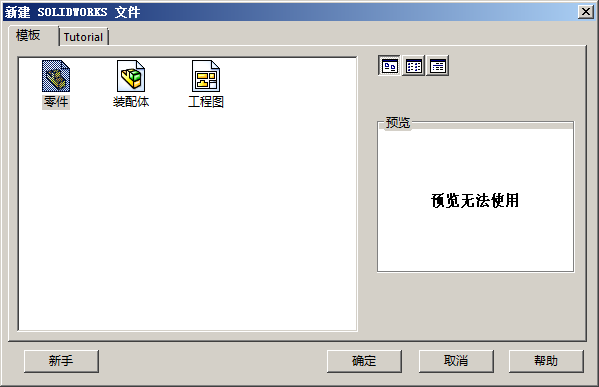 新建 SOLIDWORKS 文件
模板 Tutorial
零件 装配体 工程图
预览
预览无法使用
新手 确定 取消 帮助